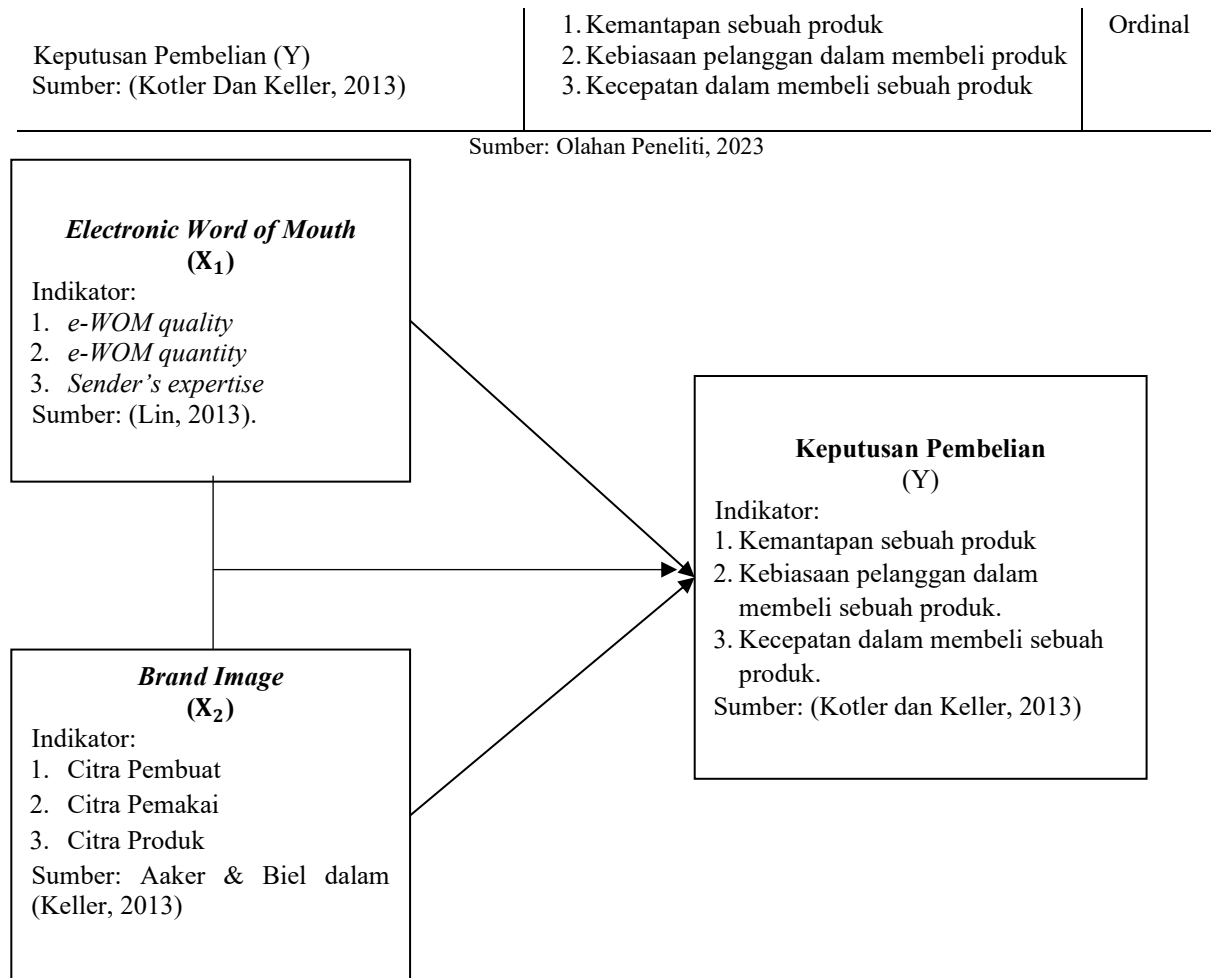 Keputusan Pembelian (Y)
Sumber: (Kotler Dan Keller, 2013)
1. Kemantapan sebuah produk
2. Kebiasaan pelanggan dalam membeli produk
3. Kecepatan dalam membeli sebuah produk
Ordinal
Sumber: Olahan Peneliti, 2023
Electronic Word of Mouth
(X₁)
Indikator:
1. e-WOM quality
2. e-WOM quantity
3. Sender’s expertise
Sumber: (Lin, 2013).
Keputusan Pembelian
(Y)
Indikator:
1. Kemantapan sebuah produk
2. Kebiasaan pelanggan dalam
membeli sebuah produk.
3. Kecepatan dalam membeli sebuah
produk.
Sumber: (Kotler dan Keller, 2013)
Brand Image
(X₂)
Indikator:
1. Citra Pembuat
2. Citra Pemakai
3. Citra Produk
Sumber: Aaker & Biel dalam
(Keller, 2013)